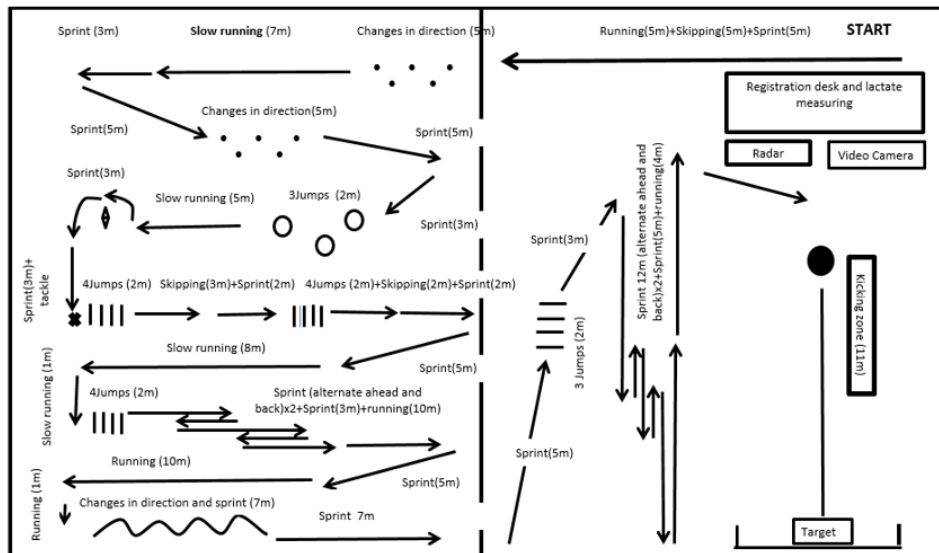 Sprint (3m)
Slow running (7m)
Changes in direction (5m)
Running(5m)+Skipping(5m)+Sprint(5m)
START
Registration desk and lactate
measuring
Radar
Video Camera
Changes in direction(5m)
Sprint(5m)
Sprint(5m)
Sprint(3m)
Slow running (5m)
3Jumps (2m)
Sprint(3m)
Sprint(3m)+
tackle
4Jumps (2m)
Skipping(3m)+Sprint(2m)
4Jumps (2m)+Skipping(2m)+Sprint(2m)
Slow running (8m)
Sprint(5m)
Slow running (1m)
4Jumps (2m)
Sprint (alternate ahead and
back)x2+Sprint(3m)+running(10m)
Running (10m)
Sprint(5m)
Running (1m)
Changes in direction and sprint (7m)
Sprint 7m
Sprint(5m)
3 Jumps (2m)
Sprint(3m)
Sprint 12m (alternate ahead and
back)x2+Sprint(5m)+running(4m)
Kicking zone (11m)
Target